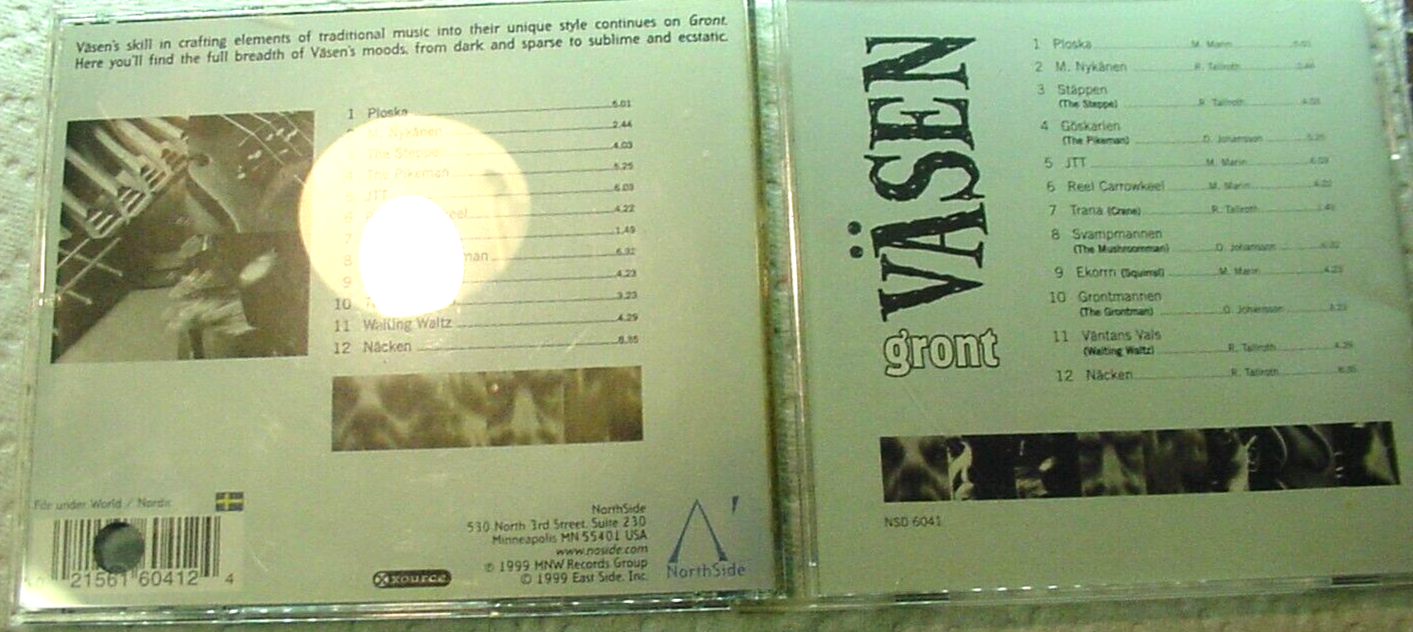 Väsen's skill in crafting elements of traditional music into their unique style continues on Gront.
Here you'll find the full breadth of Väsen's moods, from dark and sparse to sublime and ecstatic.
1 Ploska 5.01
2 M. Nykänen 2.44
3 The Steppe 4.03
4 The Pikeman 5.25
5 JTT 6.03
6 reel 4.22
7 1.49
8 man 6.32
9 4.23
10 3.23
11 Waiting Waltz 4.29
12 Näcken
File under World / Nordic
21561 60412 4
xource
NorthSide
530 North 3rd Street, Suite 230
Minneapolis MN 55401 USA
www.noside.com
℗ 1999 MNW Records Group
© 1999 East Side, Inc.
NorthSide
VÄSEN
gront
1 Ploska M. Marin 5.01
2 M. Nykänen R. Tallroth 2.44
3 Stäppen
(The Steppe) R. Tallroth 4.03
4 Göskarlen
(The Pikeman) O. Johansson 5.25
5 JTT M. Marin 6.03
6 Reel Carrowkeel M. Marin 4.22
7 Trana (Crane) R. Tallroth 1.49
8 Svampmannen
(The Mushroomman) O. Johansson 6.32
9 Ekorrn (Squirrel) M. Marin 4.23
10 Grontmannen
(The Grontman) O. Johansson 3.23
11 Väntans Vals
(Waiting Waltz) R. Tallroth 4.29
12 Näcken R. Tallroth
NSD 6041